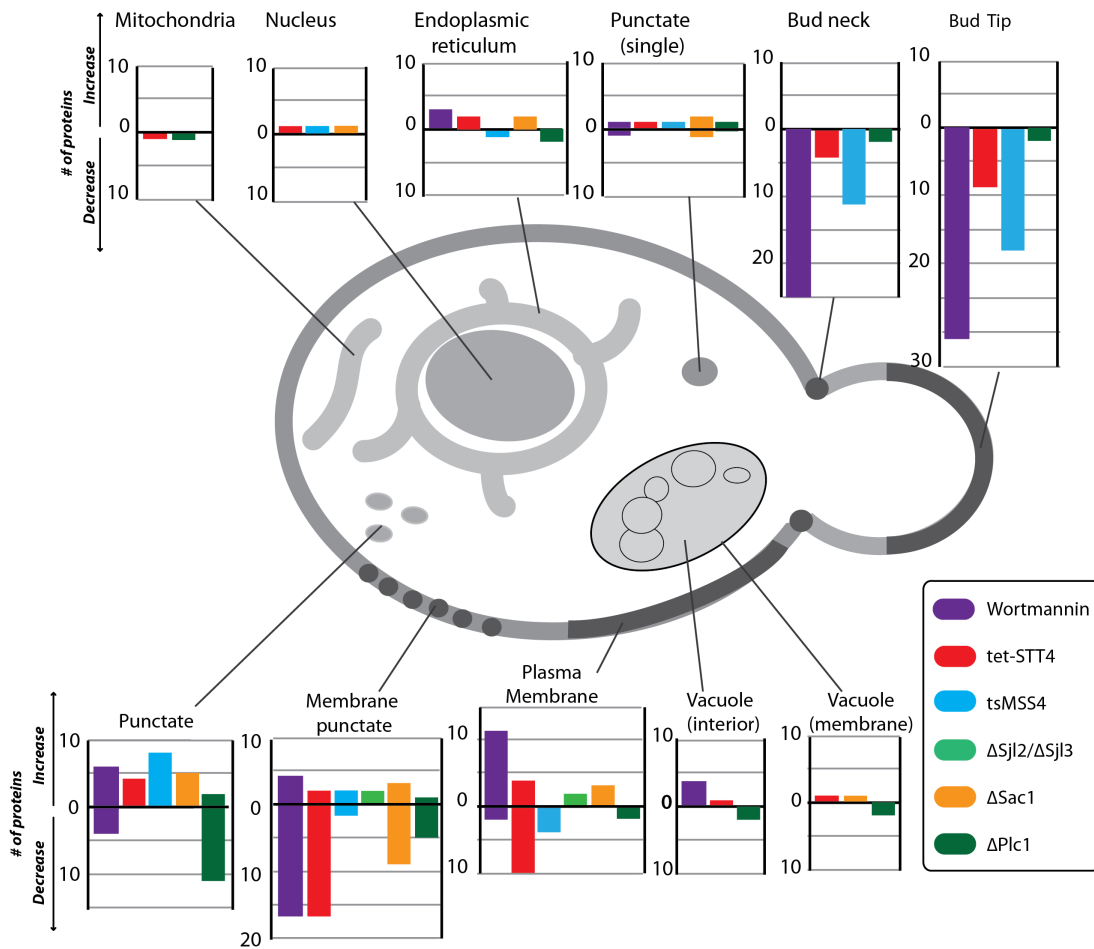 Mitochondria
Nucleus
Endoplasmic
reticulum
Punctate
(single)
Bud neck
Bud Tip
# of proteins
Increase
Decrease
10
0
10
10
0
10
10
0
10
10
0
10
10
0
10
20
10
0
10
20
30
Wortmannin
tet-STT4
tsMSS4
ΔSjl2/ΔSjl3
ΔSac1
ΔPlc1
# of proteins
Increase
Decrease
Punctate
Membrane
punctate
Plasma
Membrane
Vacuole
(interior)
Vacuole
(membrane)
10
0
10
10
0
10
20
10
0
10
10
0
10
10
0
10